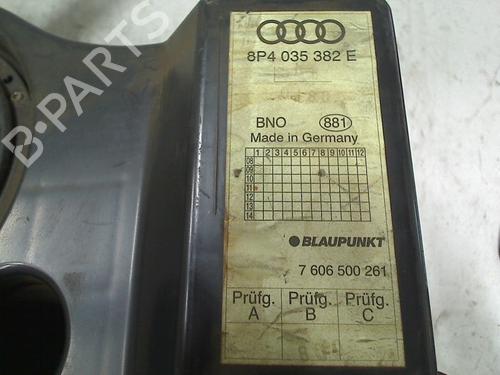 8P4 035 382 E
BNO 881
Made in Germany
1 2 3 4 5 6 7 8 9 10 11 12
08
09
10
11
12
13
14
BLAUPUNKT
7 606 500 261
Prüfg. A
Prüfg. B
Prüfg. C
B-PARTS